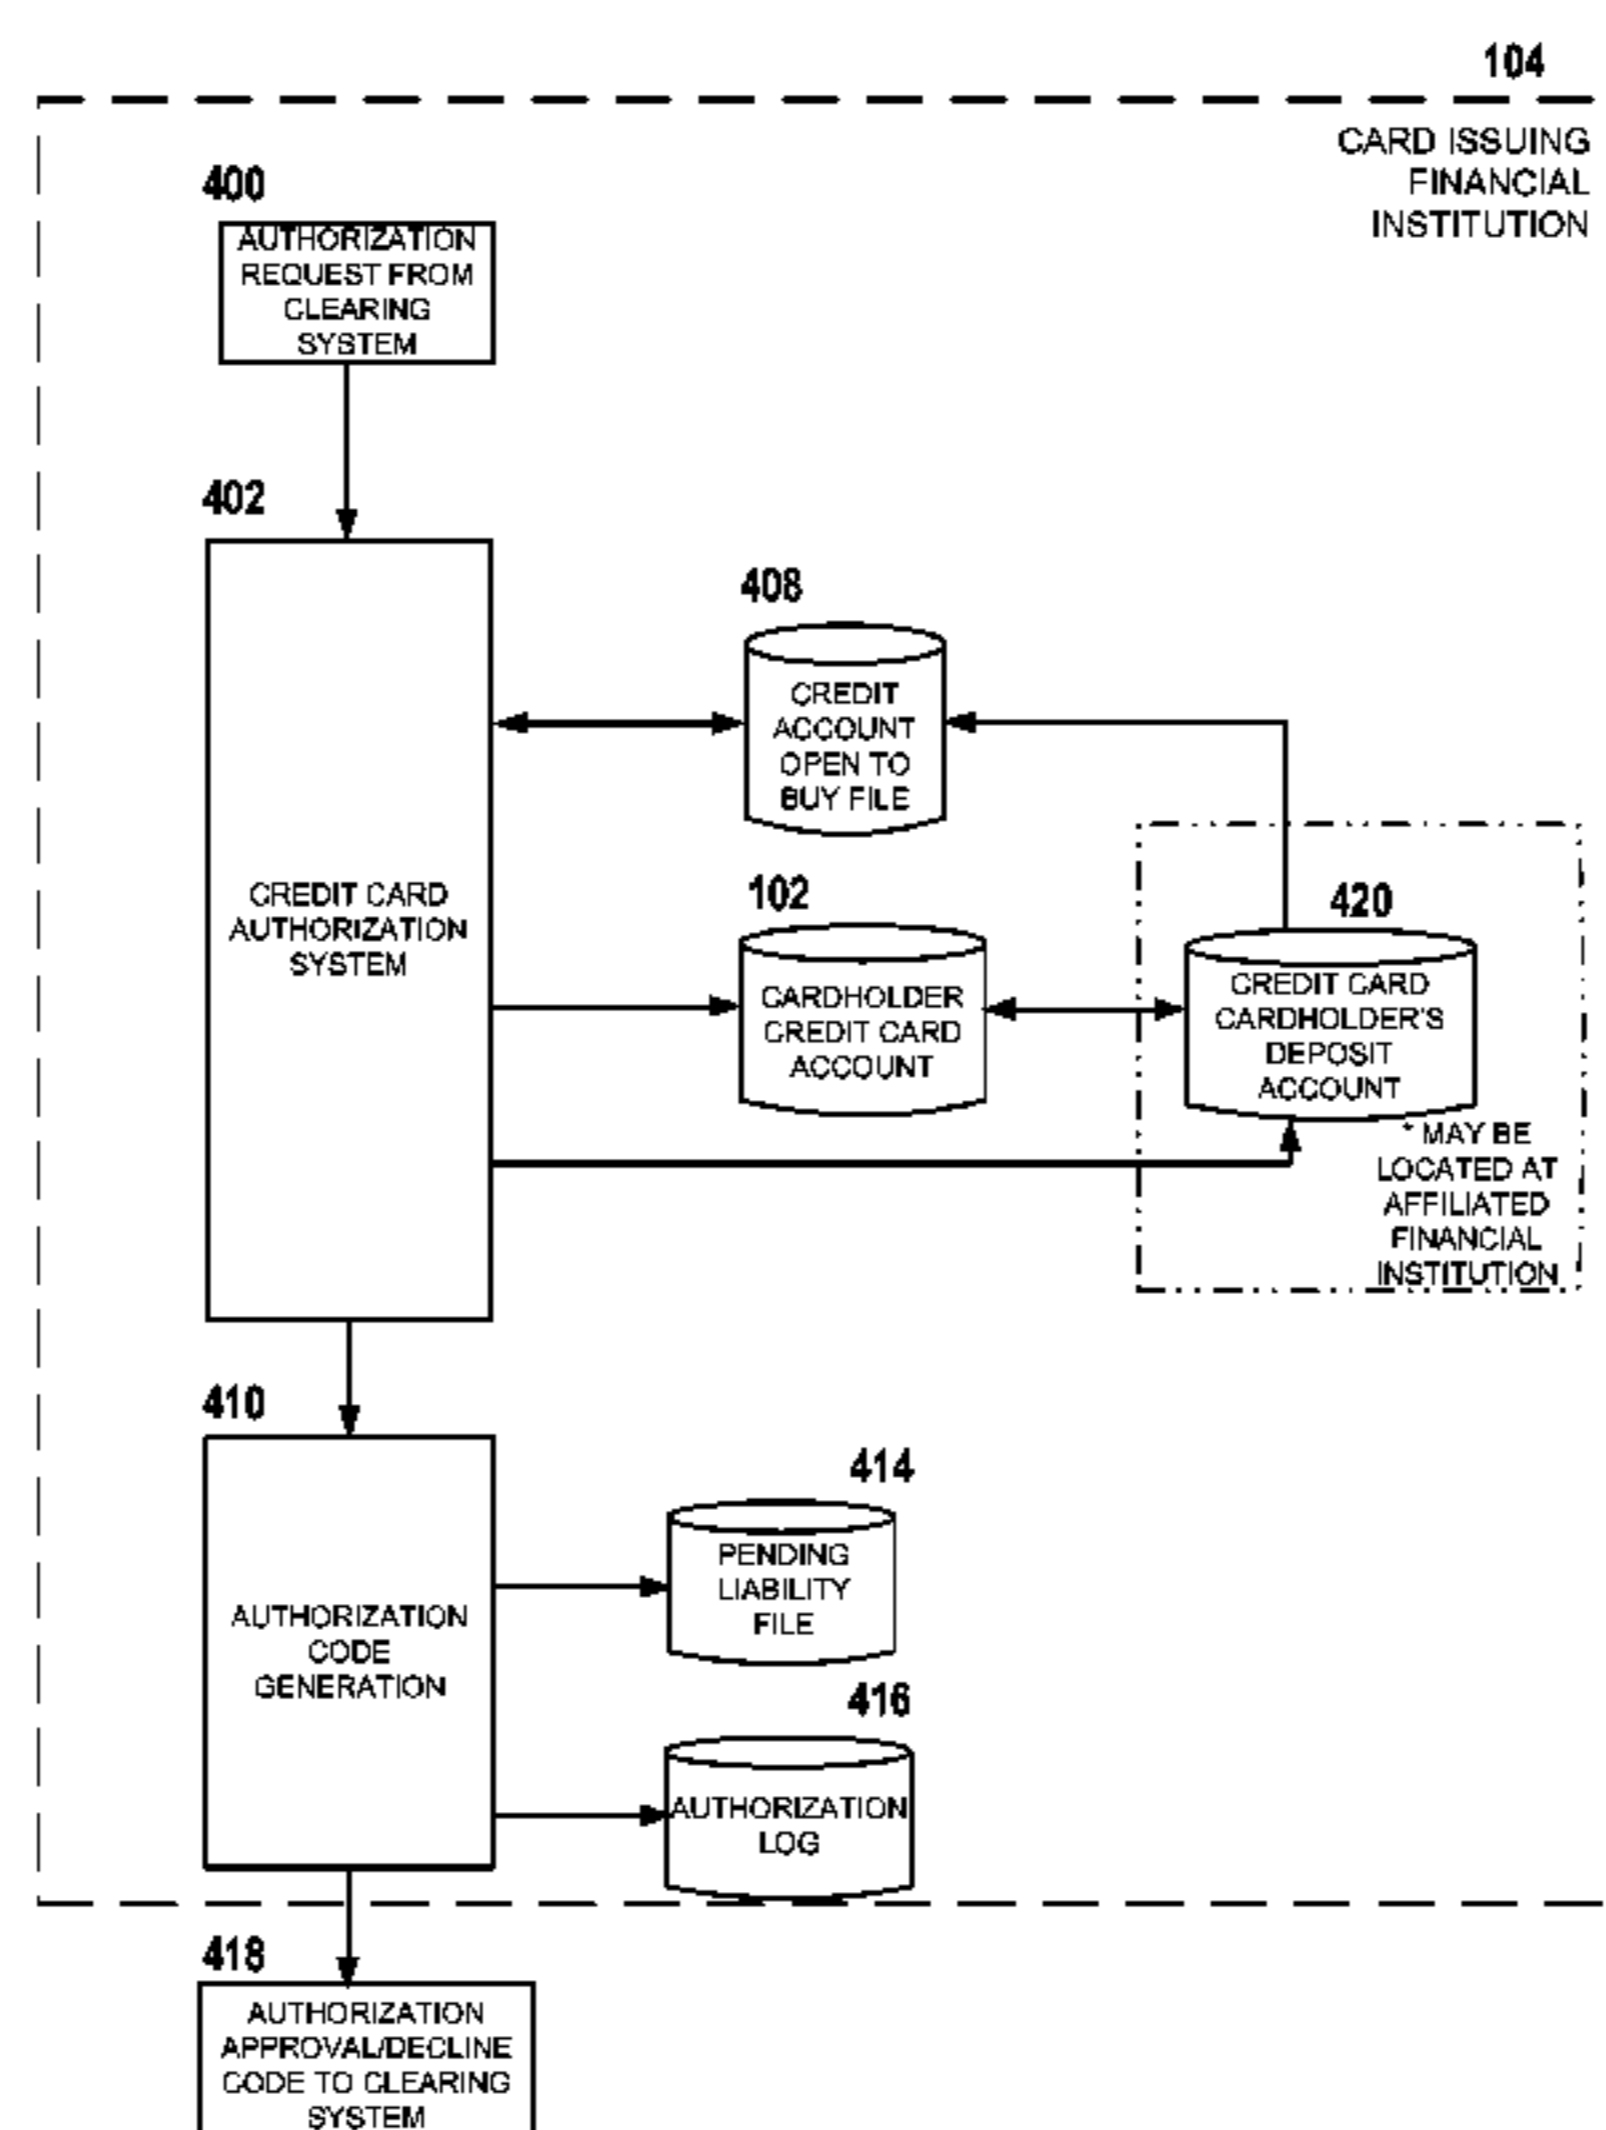 104
CARD ISSUING
FINANCIAL
INSTITUTION
400
AUTHORIZATION
REQUEST FROM
CLEARING
SYSTEM
402
CREDIT CARD
AUTHORIZATION
SYSTEM
408
CREDIT
ACCOUNT
OPEN TO
BUY FILE
102
CARDHOLDER
CREDIT CARD
ACCOUNT
420
CREDIT CARD
CARDHOLDER'S
DEPOSIT
ACCOUNT
* MAY BE
LOCATED AT
AFFILIATED
FINANCIAL
INSTITUTION
410
AUTHORIZATION
CODE
GENERATION
414
PENDING
LIABILITY
FILE
416
AUTHORIZATION
LOG
418
AUTHORIZATION
APPROVAL/DECLINE
CODE TO CLEARING
SYSTEM